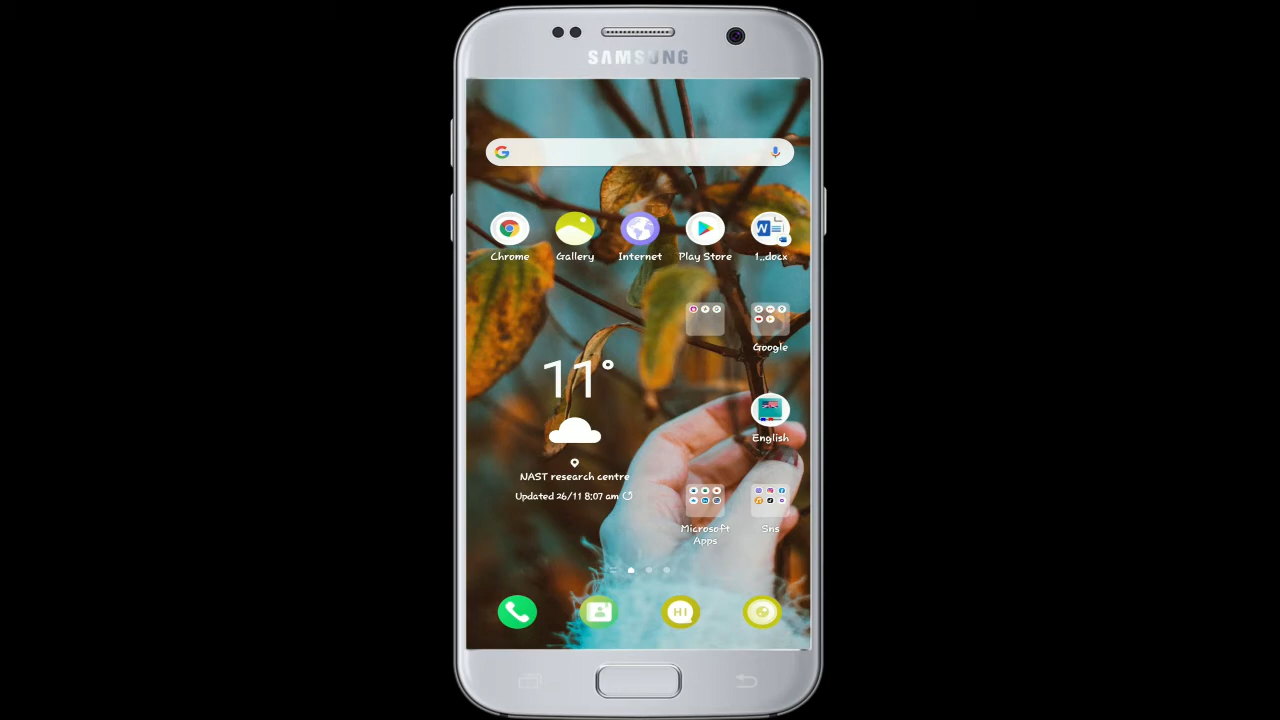 SAMSUNG
Chrome
Gallery
Internet
Play Store
1..docx
Google
11°
English
NAST research centre
Updated 26/11 8:07 am
Microsoft
Apps
Sns
HI